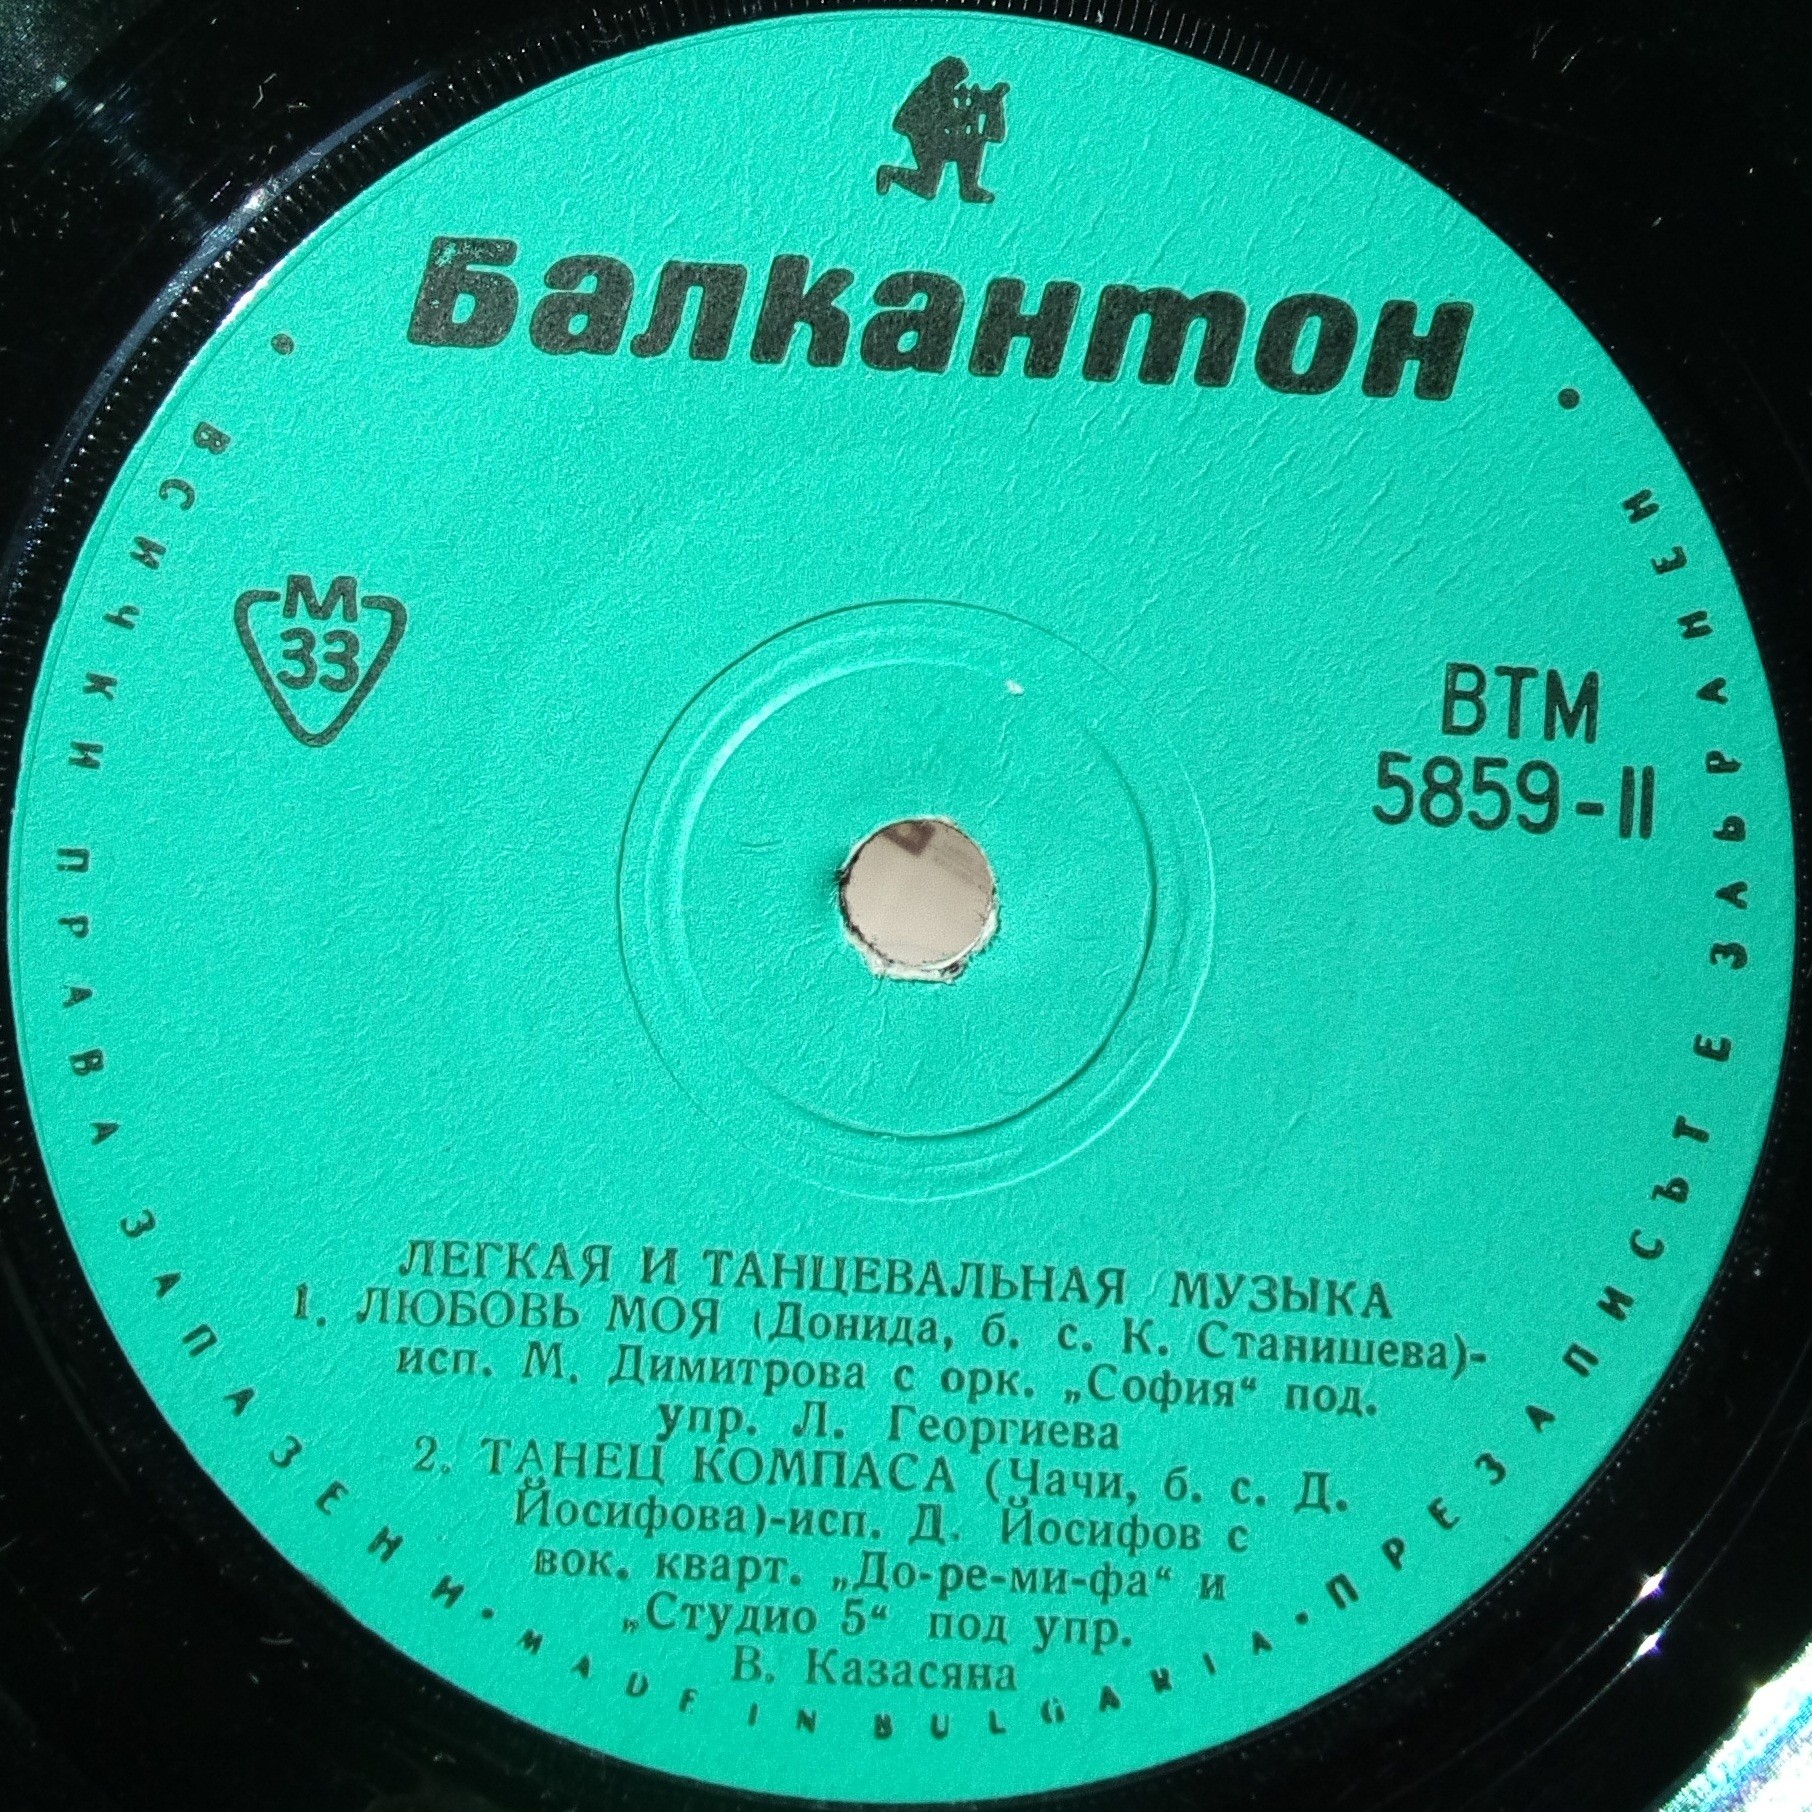 Балкантон
М
33
ВТМ
5859-II
ЛЕГКАЯ И ТАНЦЕВАЛЬНАЯ МУЗЫКА
1. ЛЮБОВЬ МОЯ (Донида, б. с. К. Станишева)-
исп. М. Димитрова с орк. „София“ под.
упр. Л. Георгиева
2. ТАНЕЦ КОМПАСА (Чачи, б. с. Д.
Йосифова)-исп. Д. Йосифов с
вок. кварт. „До-ре-ми-фа“ и
„Студио 5“ под упр.
В. Казасяна
• ВСИЧКИ ПРАВА ЗАПАЗЕНИ • MADE IN BULGARIA • ПРЕЗАПИСЪТ Е ЗАБРАНЕН •